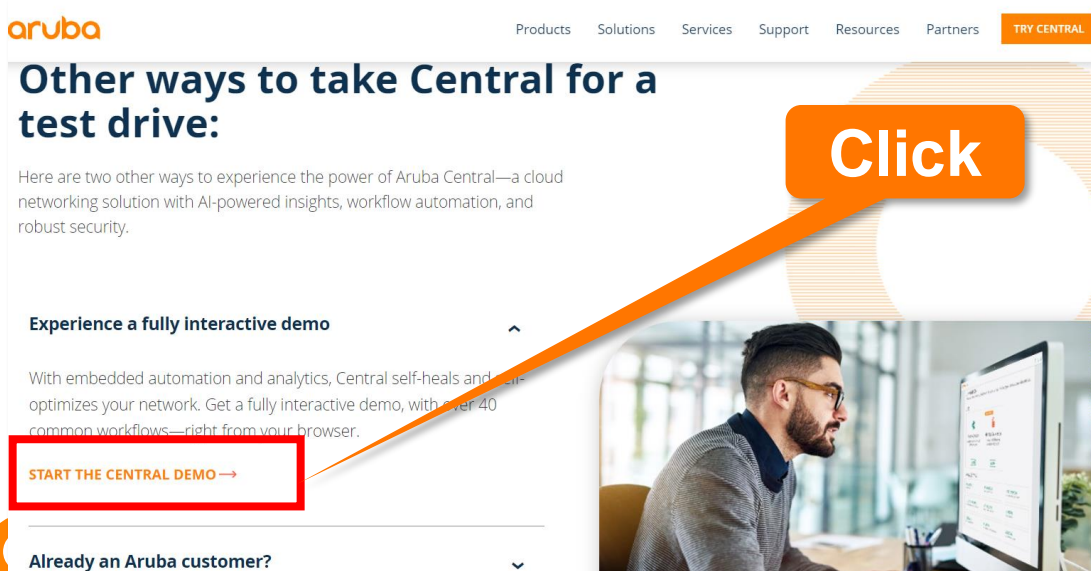 aruba
Products Solutions Services Support Resources Partners TRY CENTRAL
Other ways to take Central for a
test drive:
Click
Here are two other ways to experience the power of Aruba Central—a cloud
networking solution with AI-powered insights, workflow automation, and
robust security.
Experience a fully interactive demo
With embedded automation and analytics, Central self-heals and self-
optimizes your network. Get a fully interactive demo, with over 40
common workflows—right from your browser.
START THE CENTRAL DEMO→
Already an Aruba customer?